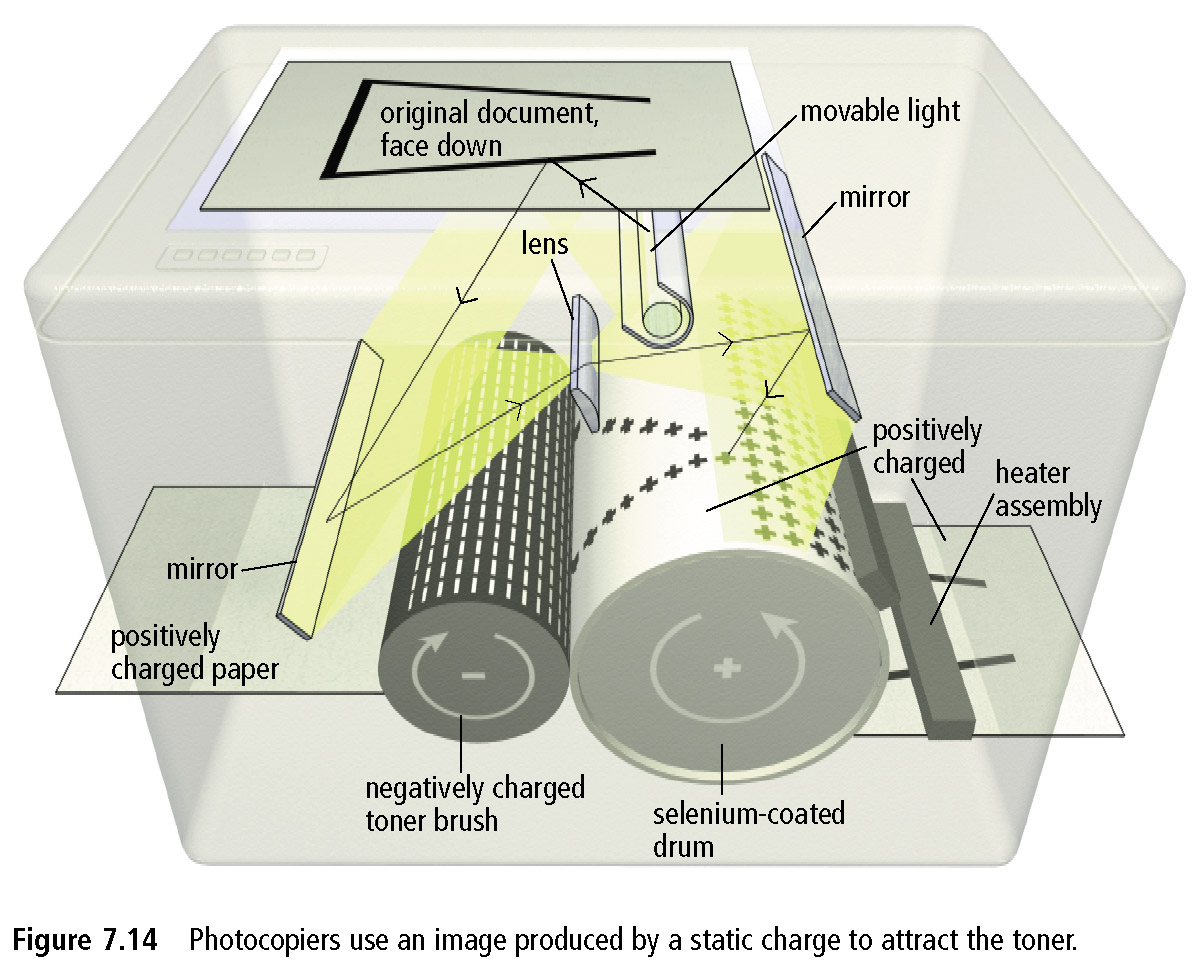 original document,
face down
movable light
mirror
lens
positively
charged
heater
assembly
mirror
positively
charged paper
negatively charged
toner brush
selenium-coated
drum
Figure 7.14 Photocopiers use an image produced by a static charge to attract the toner.